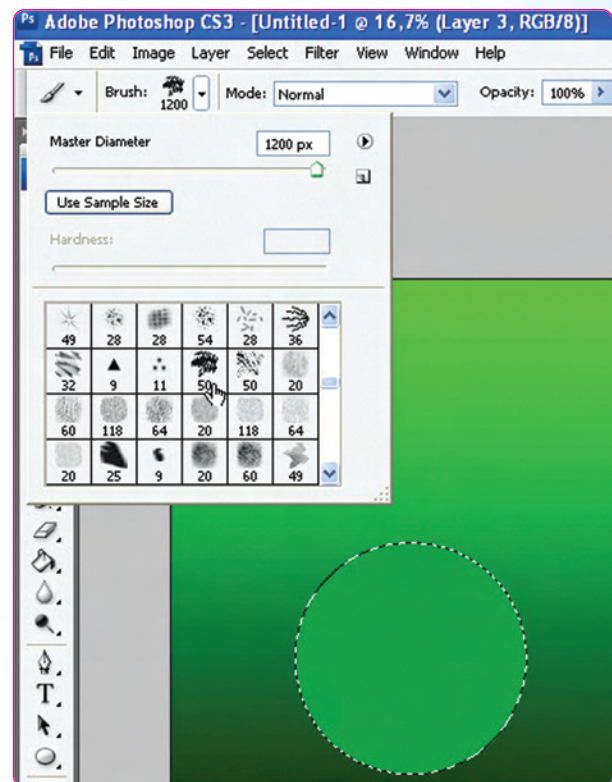 Ps Adobe Photoshop CS3 - [Untitled-1 @ 16,7% (Layer 3, RGB/8)]
Ps File Edit Image Layer Select Filter View Window Help
Brush: 1200 Mode: Normal Opacity: 100%
Master Diameter 1200 px
Use Sample Size
Hardness:
49 28 28 54 28 36
32 9 11 50 50 20
60 118 64 20 118 64
20 25 9 20 60 49
T